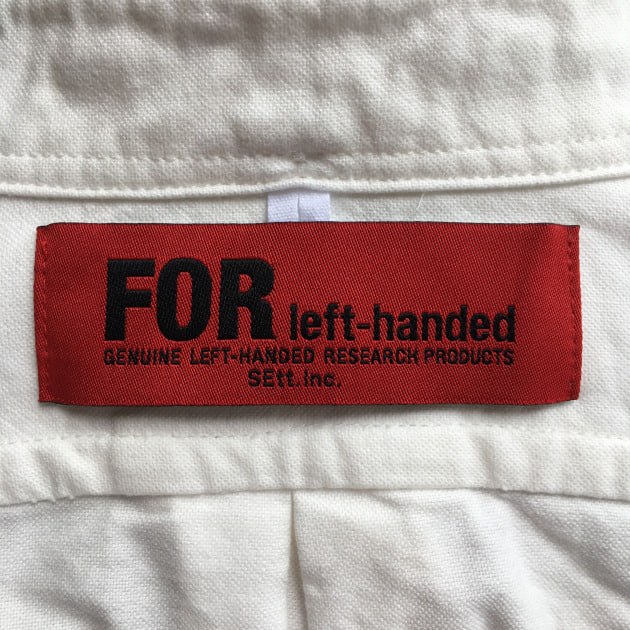 FOR left-handed
GENUINE LEFT-HANDED RESEARCH PRODUCTS
SEtt.Inc.